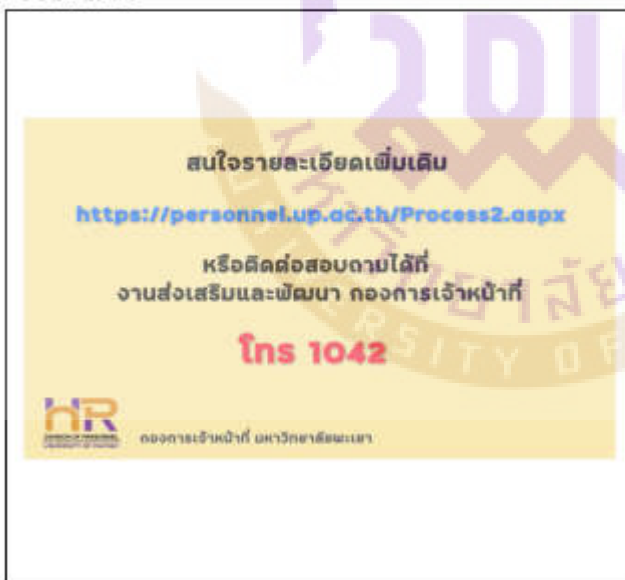 สนใจรายละเอียดเพิ่มเติม
https://personnel.up.ac.th/Process2.aspx
หรือติดต่อสอบถามได้ที่
งานส่งเสริมและพัฒนา กองการเจ้าหน้าที่
โทร 1042
HR
DIVISION OF PERSONNEL
กองการเจ้าหน้าที่ มหาวิทยาลัยพะเยา